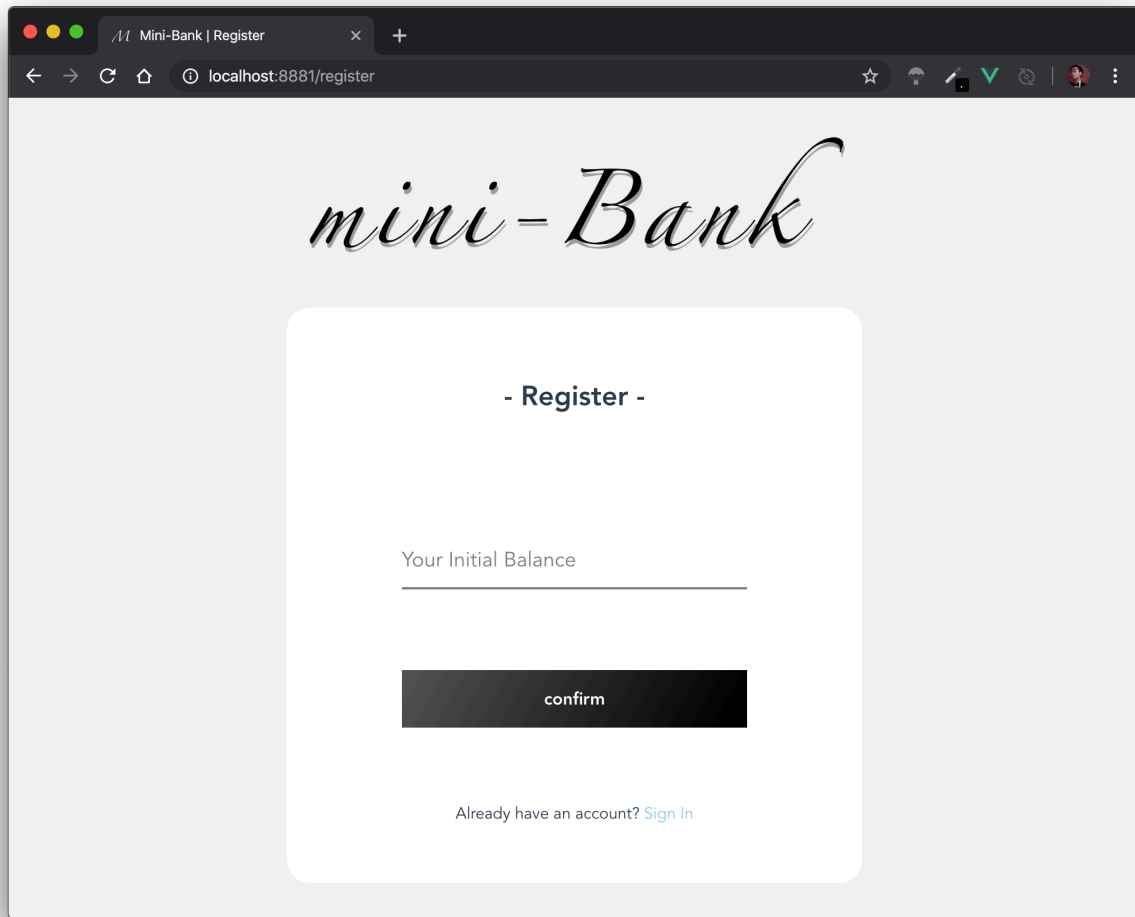 Mini-Bank | Register
localhost:8881/register
mini-Bank
- Register -
Your Initial Balance
confirm
Already have an account? Sign In